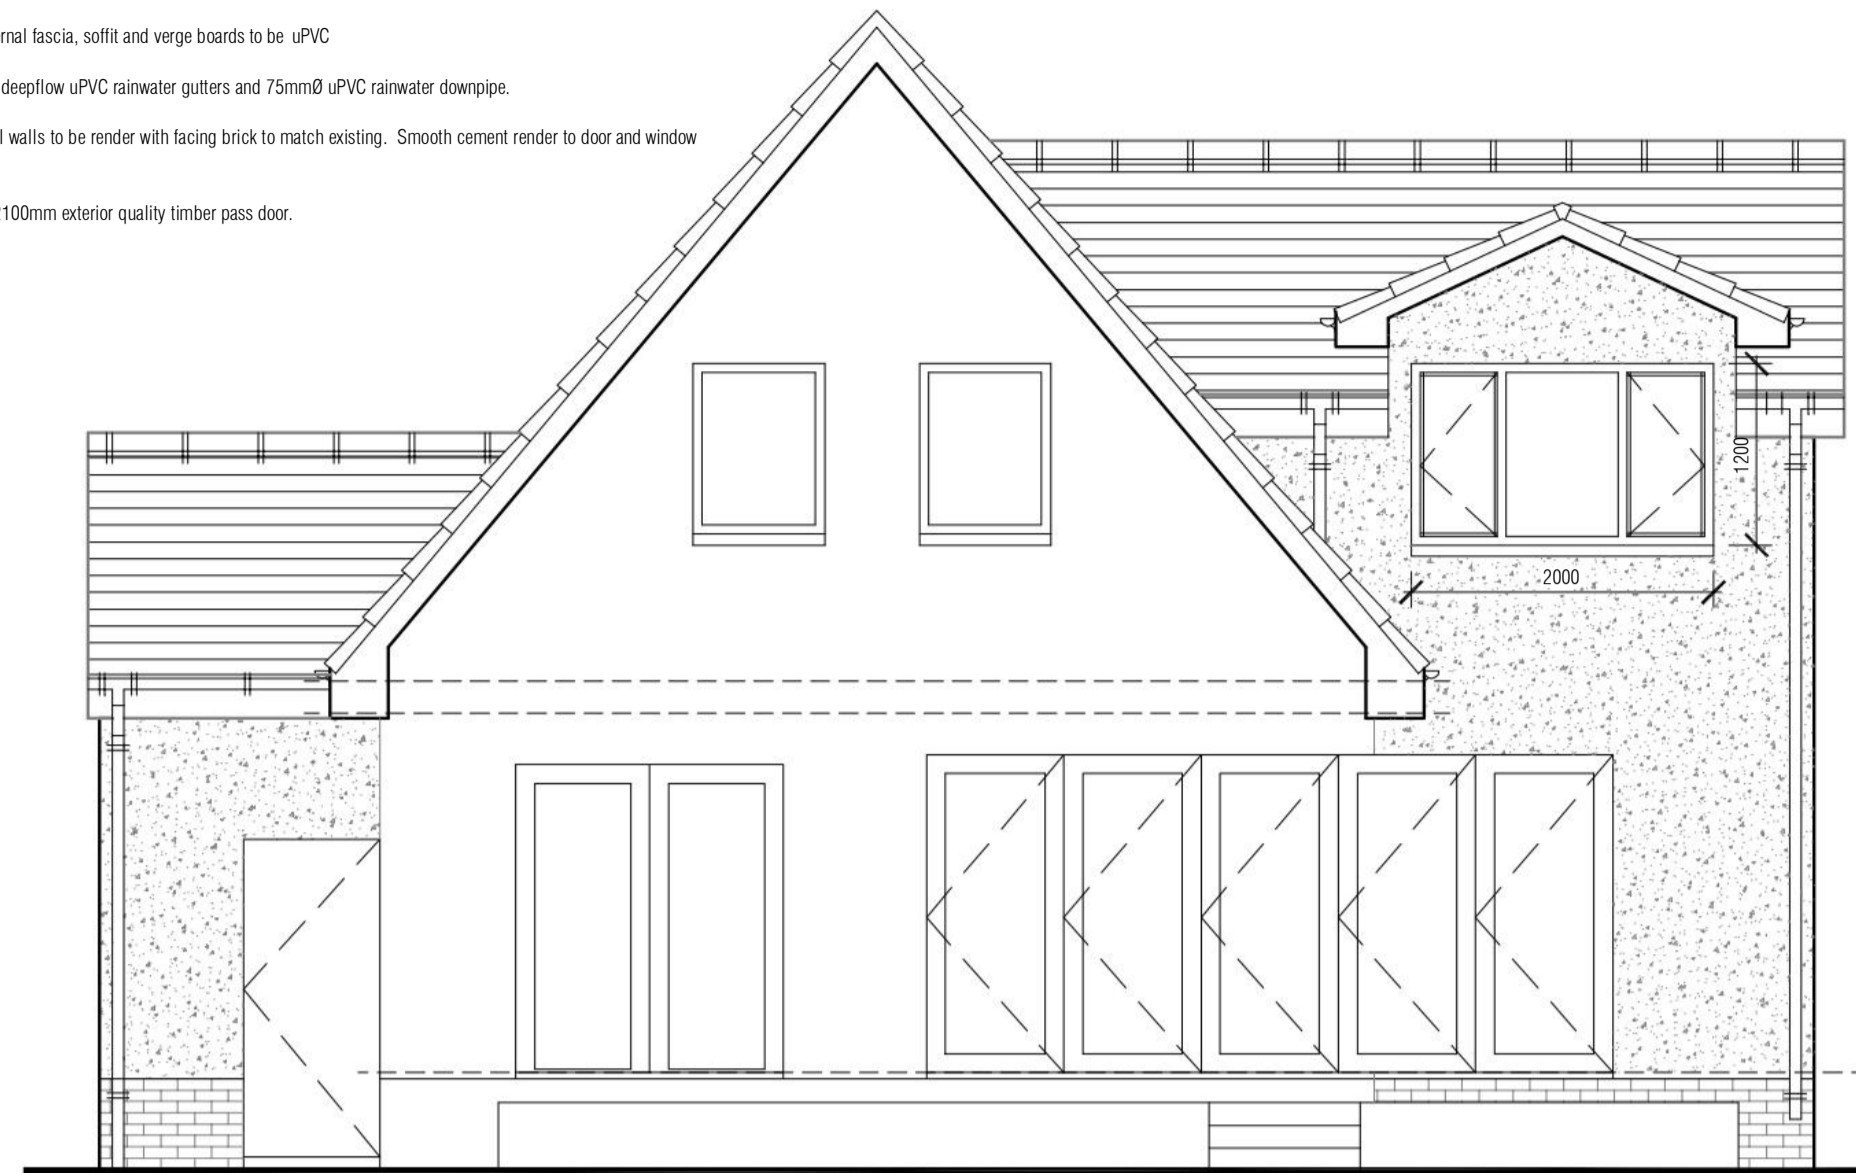 rnal fascia, soffit and verge boards to be uPVC
deepflow uPVC rainwater gutters and 75mmØ uPVC rainwater downpipe.
l walls to be render with facing brick to match existing. Smooth cement render to door and window
2100mm exterior quality timber pass door.
1200
2000